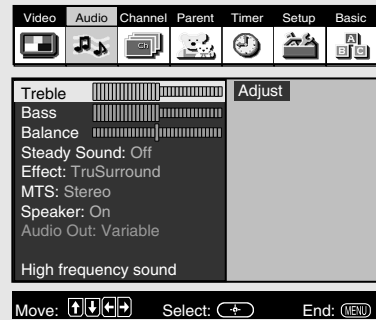 Video Audio Channel Parent Timer Setup Basic
Ch A B C
Treble Adjust
Bass
Balance
Steady Sound: Off
Effect: TruSurround
MTS: Stereo
Speaker: On
Audio Out: Variable
High frequency sound
Move: Select: End: MENU